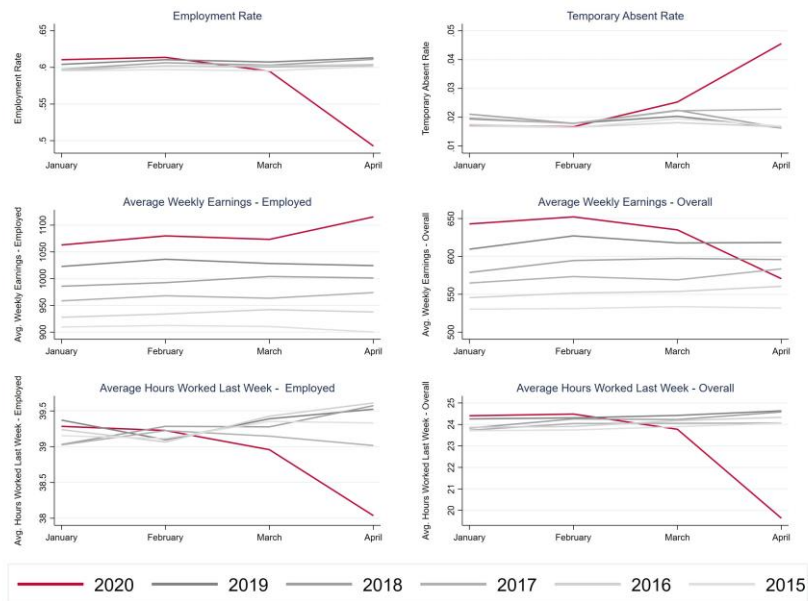 Employment Rate
Employment Rate
.65
.6
.55
.5
January February March April
Temporary Absent Rate
Temporary Absent Rate
.05
.04
.03
.02
.01
January February March April
Average Weekly Earnings - Employed
Avg. Weekly Earnings - Employed
1100
1050
1000
950
900
January February March April
Average Weekly Earnings - Overall
Avg. Weekly Earnings - Overall
650
600
550
500
January February March April
Average Hours Worked Last Week - Employed
Avg. Hours Worked Last Week - Employed
39.5
39
38.5
38
January February March April
Average Hours Worked Last Week - Overall
Avg. Hours Worked Last Week - Overall
25
24
23
22
21
20
January February March April
2020 2019 2018 2017 2016 2015